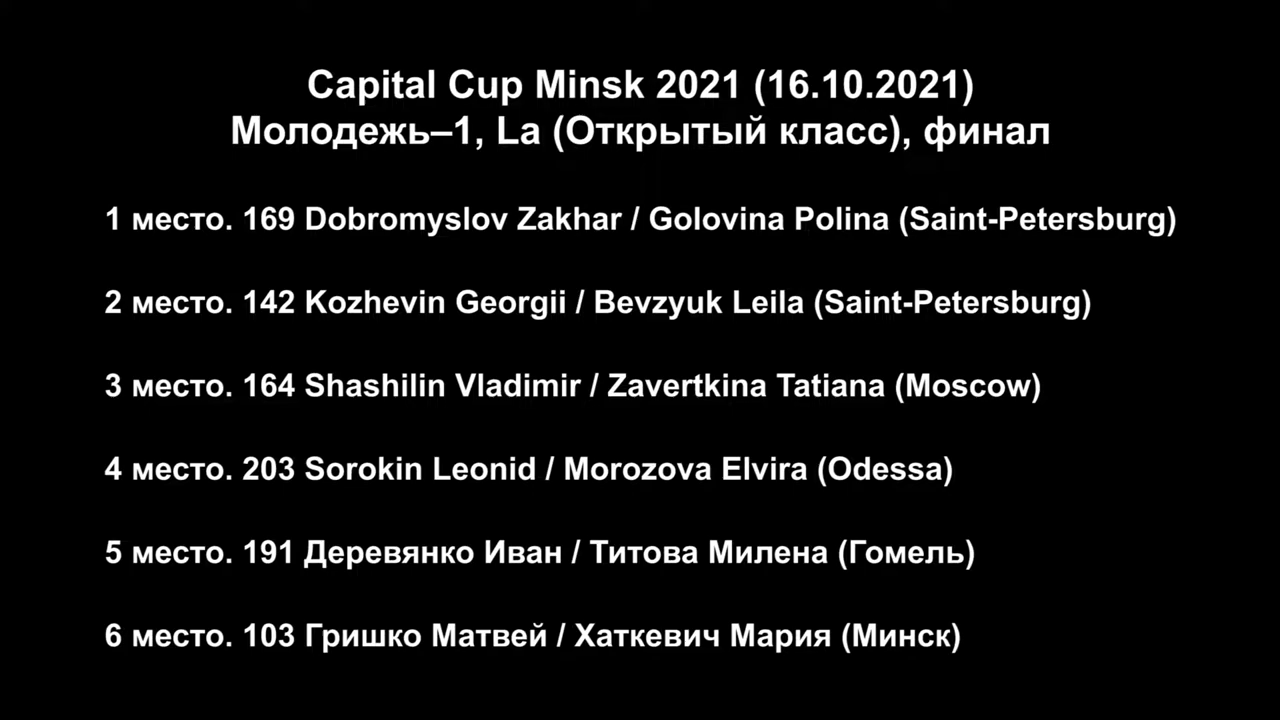 Capital Cup Minsk 2021 (16.10.2021)
Молодежь–1, La (Открытый класс), финал
1 место. 169 Dobromyslov Zakhar / Golovina Polina (Saint-Petersburg)
2 место. 142 Kozhevin Georgii / Bevzyuk Leila (Saint-Petersburg)
3 место. 164 Shashilin Vladimir / Zavertkina Tatiana (Moscow)
4 место. 203 Sorokin Leonid / Morozova Elvira (Odessa)
5 место. 191 Деревянко Иван / Титова Милена (Гомель)
6 место. 103 Гришко Матвей / Хаткевич Мария (Минск)